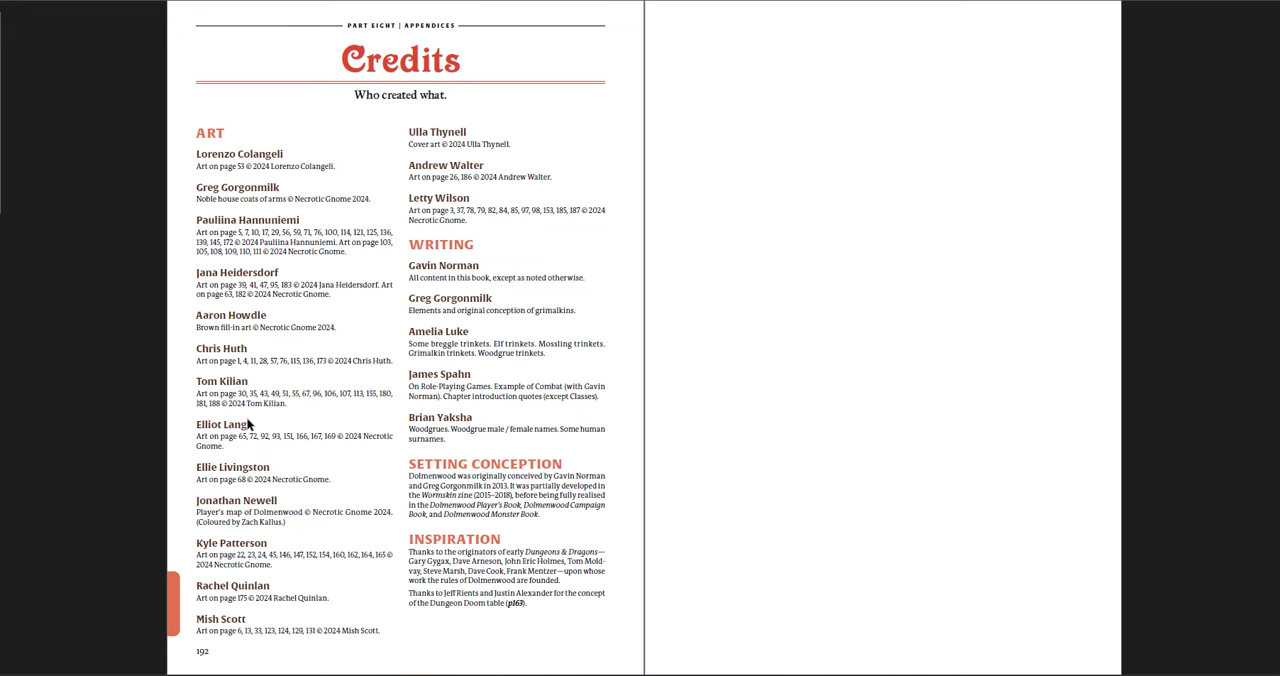 PART EIGHT | APPENDICES
Credits
Who created what.
ART
Lorenzo Colangeli
Art on page 53 © 2024 Lorenzo Colangeli.
Greg Gorgonmilk
Noble house coats of arms © Necrotic Gnome 2024.
Pauliina Hannuniemi
Art on page 5, 7, 10, 17, 29, 56, 59, 71, 76, 100, 114, 121, 125, 136,
139, 145, 172 © 2024 Pauliina Hannuniemi. Art on page 103,
105, 108, 109, 110, 111 © 2024 Necrotic Gnome.
Jana Heidersdorf
Art on page 39, 41, 47, 95, 183 © 2024 Jana Heidersdorf. Art
on page 63, 182 © 2024 Necrotic Gnome.
Aaron Howdle
Brown fill-in art © Necrotic Gnome 2024.
Chris Huth
Art on page 1, 4, 11, 28, 57, 76, 115, 136, 173 © 2024 Chris Huth.
Tom Kilian
Art on page 30, 35, 43, 49, 51, 55, 67, 96, 106, 107, 113, 155, 180,
181, 188 © 2024 Tom Kilian.
Elliot Lang
Art on page 65, 72, 92, 93, 151, 166, 167, 169 © 2024 Necrotic
Gnome.
Ellie Livingston
Art on page 68 © 2024 Necrotic Gnome.
Jonathan Newell
Player's map of Dolmenwood © Necrotic Gnome 2024.
(Coloured by Zach Kallus.)
Kyle Patterson
Art on page 22, 23, 24, 45, 146, 147, 152, 154, 160, 162, 164, 165 ©
2024 Necrotic Gnome.
Rachel Quinlan
Art on page 175 © 2024 Rachel Quinlan.
Mish Scott
Art on page 6, 13, 33, 123, 124, 129, 131 © 2024 Mish Scott.
Ulla Thynell
Cover art © 2024 Ulla Thynell.
Andrew Walter
Art on page 26, 186 © 2024 Andrew Walter.
Letty Wilson
Art on page 3, 37, 78, 79, 82, 84, 85, 97, 98, 153, 185, 187 © 2024
Necrotic Gnome.
WRITING
Gavin Norman
All content in this book, except as noted otherwise.
Greg Gorgonmilk
Elements and original conception of grimalkins.
Amelia Luke
Some breggle trinkets. Elf trinkets. Mossling trinkets.
Grimalkin trinkets. Woodgrue trinkets.
James Spahn
On Role-Playing Games. Example of Combat (with Gavin
Norman). Chapter introduction quotes (except Classes).
Brian Yaksha
Woodgrues. Woodgrue male / female names. Some human
surnames.
SETTING CONCEPTION
Dolmenwood was originally conceived by Gavin Norman
and Greg Gorgonmilk in 2013. It was partially developed in
the Wormskin zine (2015–2018), before being fully realised
in the Dolmenwood Player's Book, Dolmenwood Campaign
Book, and Dolmenwood Monster Book.
INSPIRATION
Thanks to the originators of early Dungeons & Dragons—
Gary Gygax, Dave Arneson, John Eric Holmes, Tom Mold-
vay, Steve Marsh, Dave Cook, Frank Mentzer—upon whose
work the rules of Dolmenwood are founded.
Thanks to Jeff Rients and Justin Alexander for the concept
of the Dungeon Doom table (p163).
192